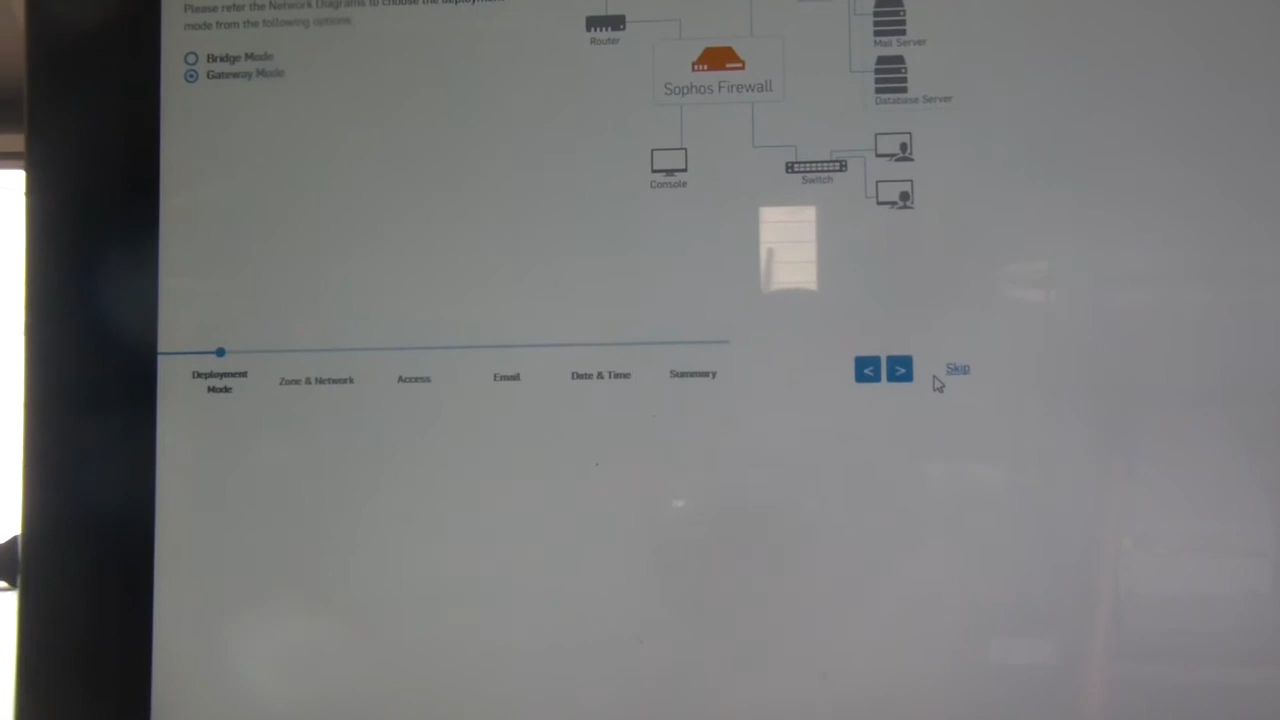 Please refer the Network Diagrams to choose the deployment
mode from the following options
Bridge Mode
Gateway Mode
Router
Sophos Firewall
Mail Server
Database Server
Console
Switch
Deployment
Mode
Zone & Network
Access
Email
Date & Time
Summary
<
>
Skip